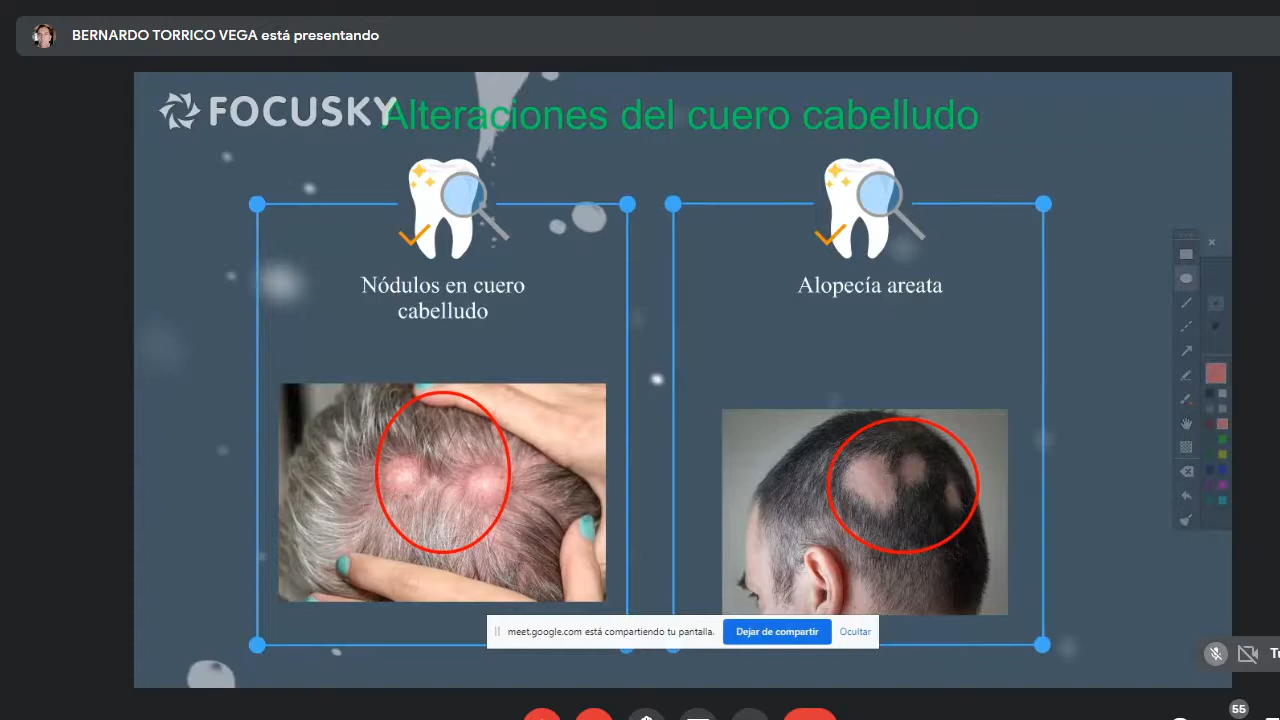 BERNARDO TORRICO VEGA está presentando
FOCUSKY
Alteraciones del cuero cabelludo
Nódulos en cuero
cabelludo
Alopecía areata
meet.google.com está compartiendo tu pantalla.
Dejar de compartir
Ocultar
55